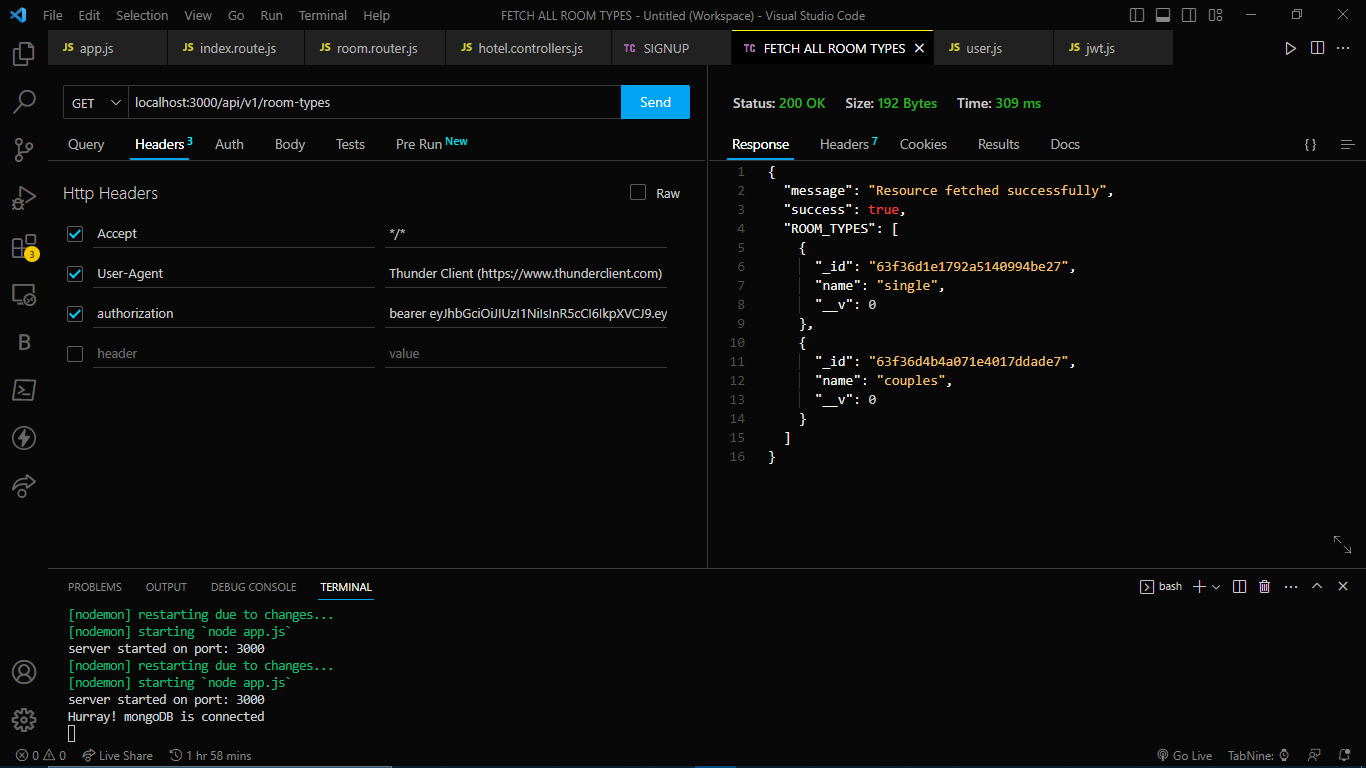 File Edit Selection View Go Run Terminal Help FETCH ALL ROOM TYPES - Untitled (Workspace) - Visual Studio Code
JS app.js JS index.route.js JS room.router.js JS hotel.controllers.js TC SIGNUP TC FETCH ALL ROOM TYPES JS user.js JS jwt.js
GET localhost:3000/api/v1/room-types Send
Query Headers 3 Auth Body Tests Pre Run New
Http Headers Raw
Accept */*
User-Agent Thunder Client (https://www.thunderclient.com)
authorization bearer eyJhbGciOiJIUzI1NiIsInR5cCI6IkpXVCJ9.ey
header value
3
B
Status: 200 OK Size: 192 Bytes Time: 309 ms
Response Headers 7 Cookies Results Docs {}
1 {
2 "message": "Resource fetched successfully",
3 "success": true,
4 "ROOM_TYPES": [
5 {
6 "_id": "63f36d1e1792a5140994be27",
7 "name": "single",
8 "__v": 0
9 },
10 {
11 "_id": "63f36d4b4a071e4017ddade7",
12 "name": "couples",
13 "__v": 0
14 }
15 ]
16 }
PROBLEMS OUTPUT DEBUG CONSOLE TERMINAL bash
[nodemon] restarting due to changes...
[nodemon] starting `node app.js`
server started on port: 3000
[nodemon] restarting due to changes...
[nodemon] starting `node app.js`
server started on port: 3000
Hurray! mongoDB is connected
0 0 Live Share 1 hr 58 mins Go Live TabNine: